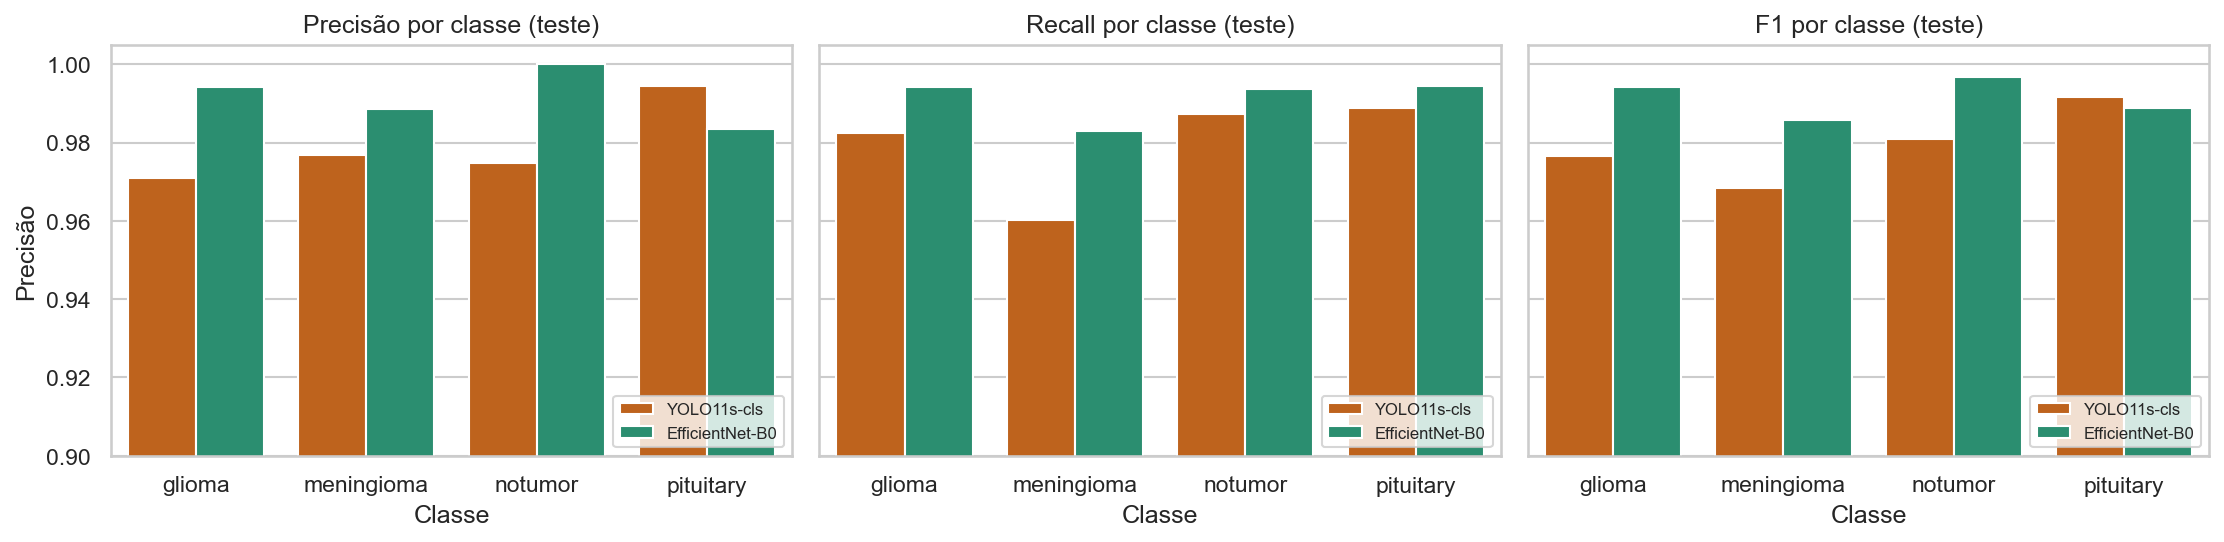 Precisão por classe (teste)
Precisão
1.00
0.98
0.96
0.94
0.92
0.90
YOLO11s-cls
EfficientNet-B0
glioma meningioma notumor pituitary
Classe
Recall por classe (teste)
YOLO11s-cls
EfficientNet-B0
glioma meningioma notumor pituitary
Classe
F1 por classe (teste)
YOLO11s-cls
EfficientNet-B0
glioma meningioma notumor pituitary
Classe